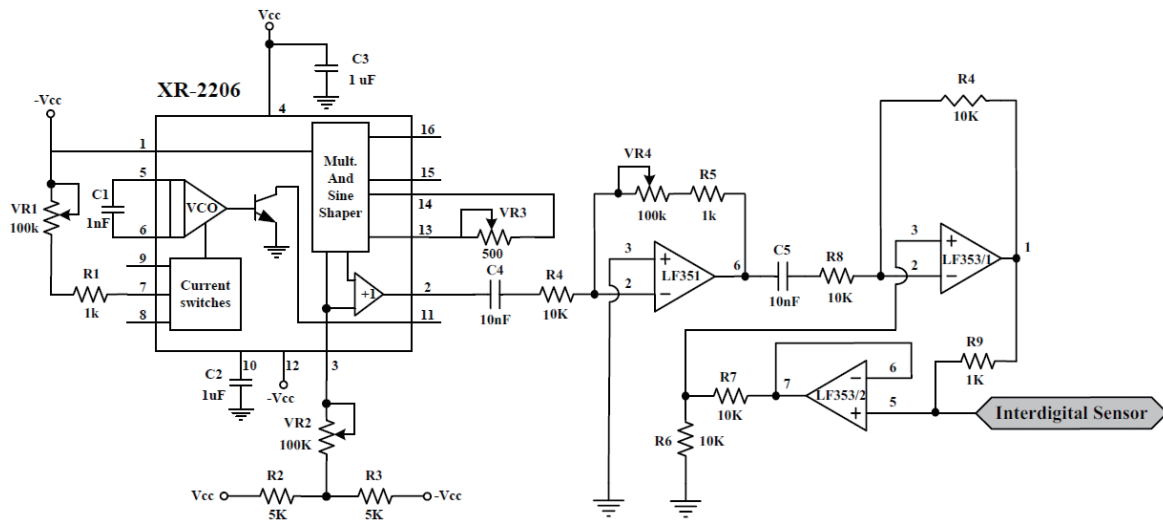 Vcc
C3
1 uF
XR-2206
-Vcc
4
1
16
Mult.
And
Sine
Shaper
15
14
13
5
C1
1nF
6
VCO
VR1
100k
VR3
500
9
R1
7
1k
8
Current
switches
+1
2
11
C4
10nF
R4
10K
10
12
3
C2
1uF
-Vcc
VR2
100K
Vcc
R2
5K
R3
5K
-Vcc
VR4
100k
R5
1k
3
2
LF351
6
C5
10nF
R8
10K
R4
10K
3
2
LF353/1
1
R9
1K
R7
10K
7
LF353/2
6
5
R6
10K
Interdigital Sensor